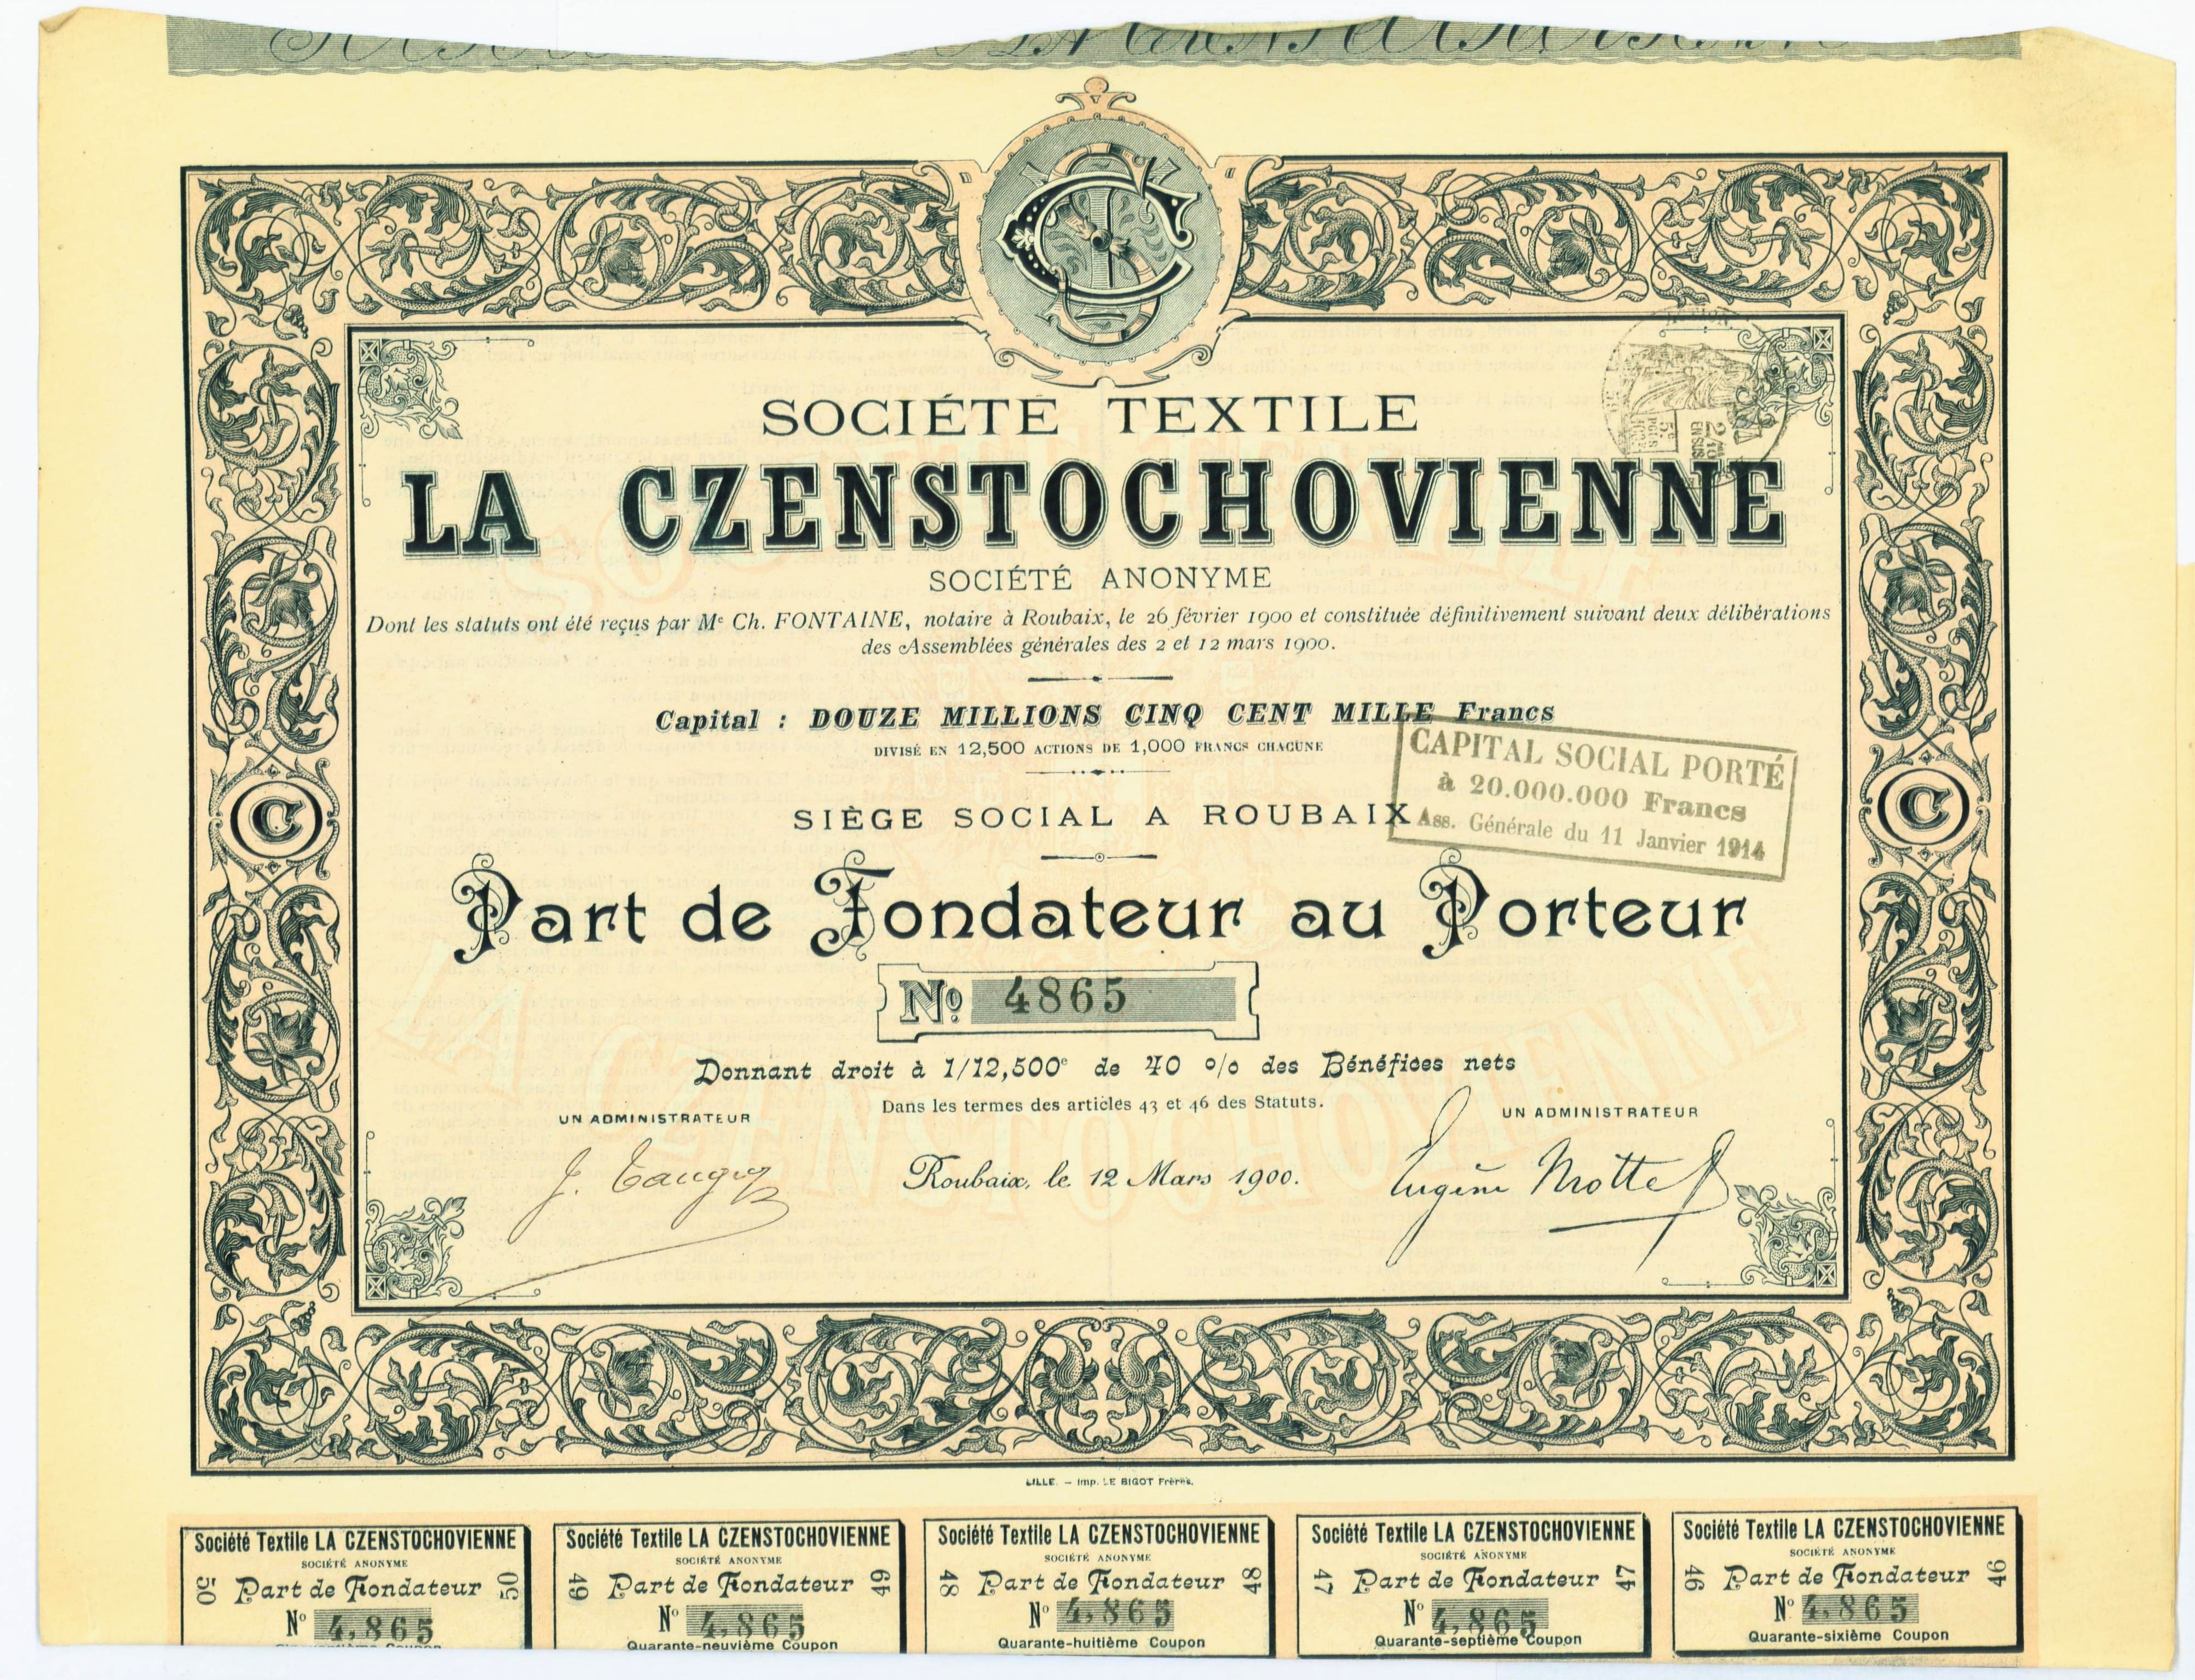 SOCIÉTÉ TEXTILE
LA CZENSTOCHOVIENNE
SOCIÉTÉ ANONYME
Dont les statuts ont été reçus par Me Ch. FONTAINE, notaire à Roubaix, le 26 février 1900 et constituée définitivement suivant deux délibérations
des Assemblées générales des 2 et 12 mars 1900.
Capital : DOUZE MILLIONS CINQ CENT MILLE Francs
DIVISÉ EN 12,500 ACTIONS DE 1,000 FRANCS CHACUNE
CAPITAL SOCIAL PORTÉ
à 20.000.000 Francs
Ass. Générale du 11 Janvier 1914
SIÈGE SOCIAL A ROUBAIX
C
C
Part de Fondateur au Porteur
No 4865
Donnant droit à 1/12,500e de 40 o/o des Bénéfices nets
Dans les termes des articles 43 et 46 des Statuts.
UN ADMINISTRATEUR
UN ADMINISTRATEUR
Roubaix, le 12 Mars 1900.
Eugène Motte
LILLE. — Imp. LE BIGOT Frères.
Société Textile LA CZENSTOCHOVIENNE
SOCIÉTÉ ANONYME
50 Part de Fondateur 50
No 4,865
Société Textile LA CZENSTOCHOVIENNE
SOCIÉTÉ ANONYME
49 Part de Fondateur 49
No 4,865
Quarante-neuvième Coupon
Société Textile LA CZENSTOCHOVIENNE
SOCIÉTÉ ANONYME
48 Part de Fondateur 48
No 4,865
Quarante-huitième Coupon
Société Textile LA CZENSTOCHOVIENNE
SOCIÉTÉ ANONYME
47 Part de Fondateur 47
No 4,865
Quarante-septième Coupon
Société Textile LA CZENSTOCHOVIENNE
SOCIÉTÉ ANONYME
46 Part de Fondateur 46
No 4,865
Quarante-sixième Coupon